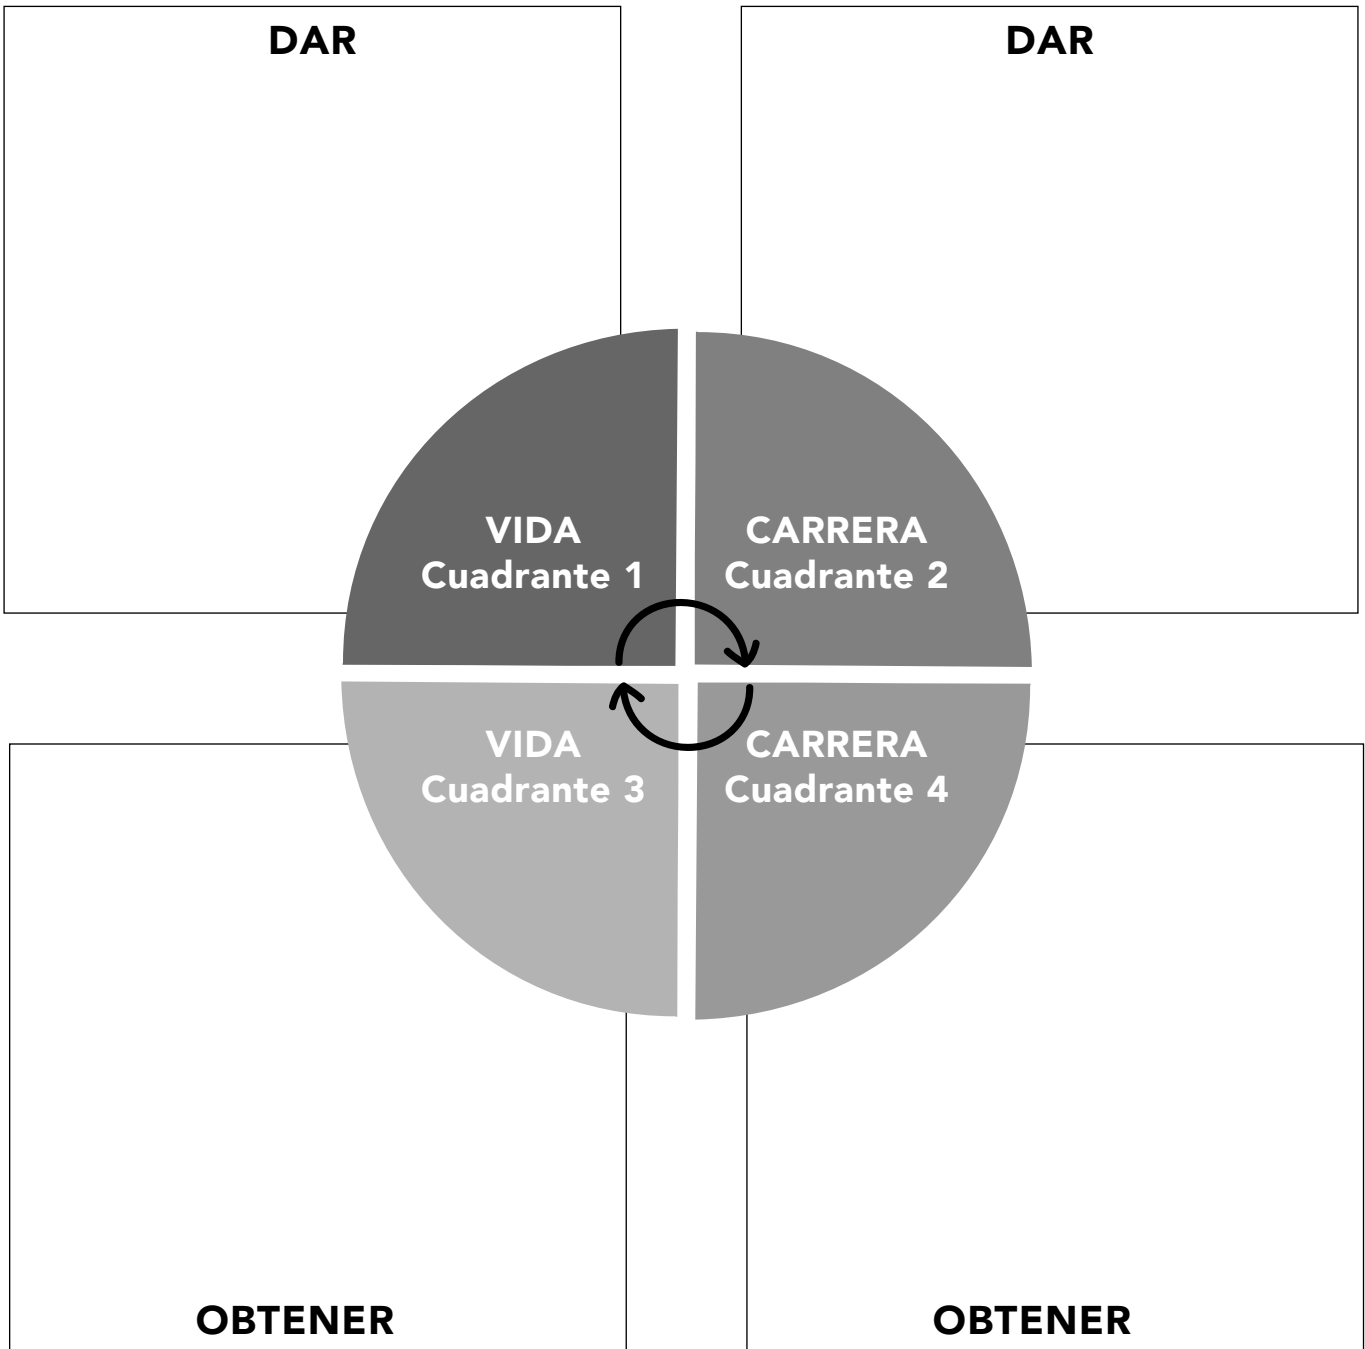 DAR
DAR
VIDA
Cuadrante 1
CARRERA
Cuadrante 2
VIDA
Cuadrante 3
CARRERA
Cuadrante 4
OBTENER
OBTENER